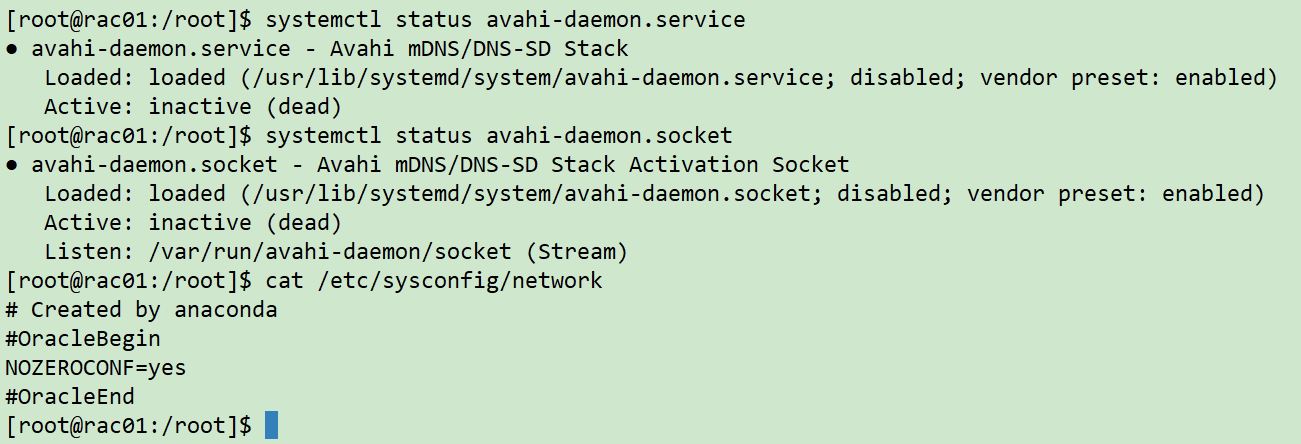 [root@rac01:/root]$ systemctl status avahi-daemon.service
● avahi-daemon.service - Avahi mDNS/DNS-SD Stack
   Loaded: loaded (/usr/lib/systemd/system/avahi-daemon.service; disabled; vendor preset: enabled)
   Active: inactive (dead)
[root@rac01:/root]$ systemctl status avahi-daemon.socket
● avahi-daemon.socket - Avahi mDNS/DNS-SD Stack Activation Socket
   Loaded: loaded (/usr/lib/systemd/system/avahi-daemon.socket; disabled; vendor preset: enabled)
   Active: inactive (dead)
   Listen: /var/run/avahi-daemon/socket (Stream)
[root@rac01:/root]$ cat /etc/sysconfig/network
# Created by anaconda
#OracleBegin
NOZEROCONF=yes
#OracleEnd
[root@rac01:/root]$